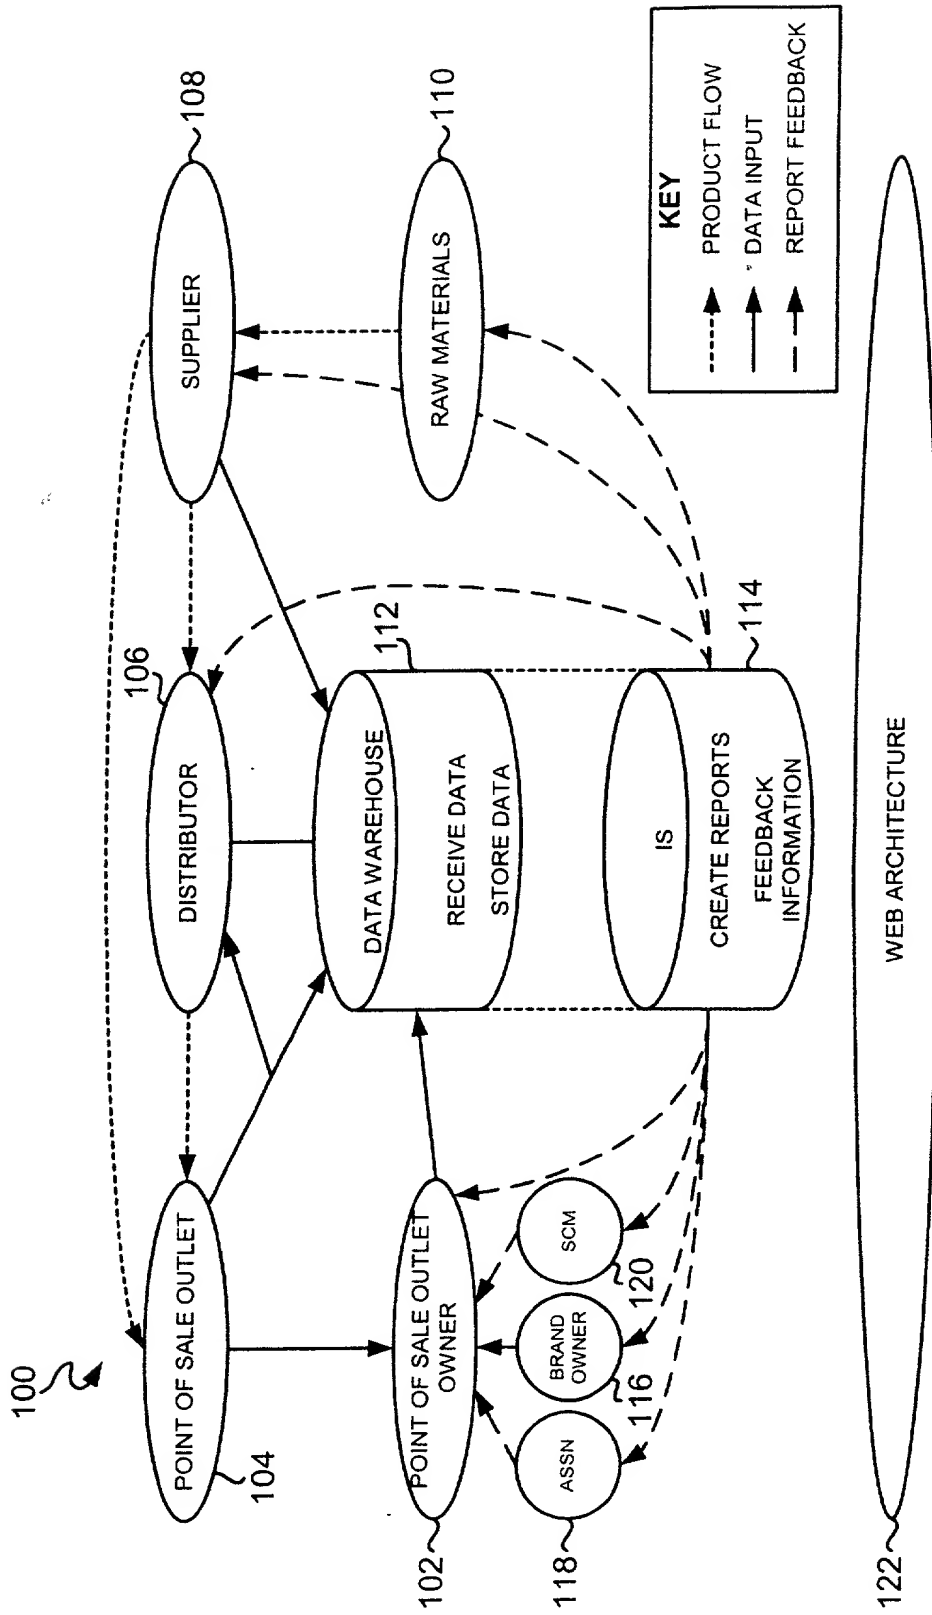 100
POINT OF SALE OUTLET
104
DISTRIBUTOR
106
SUPPLIER
108
POINT OF SALE OUTLET
OWNER
102
DATA WAREHOUSE
RECEIVE DATA
STORE DATA
112
RAW MATERIALS
110
ASSN
118
BRAND
OWNER
116
SCM
120
IS
CREATE REPORTS
FEEDBACK
INFORMATION
114
KEY
PRODUCT FLOW
DATA INPUT
REPORT FEEDBACK
WEB ARCHITECTURE
122